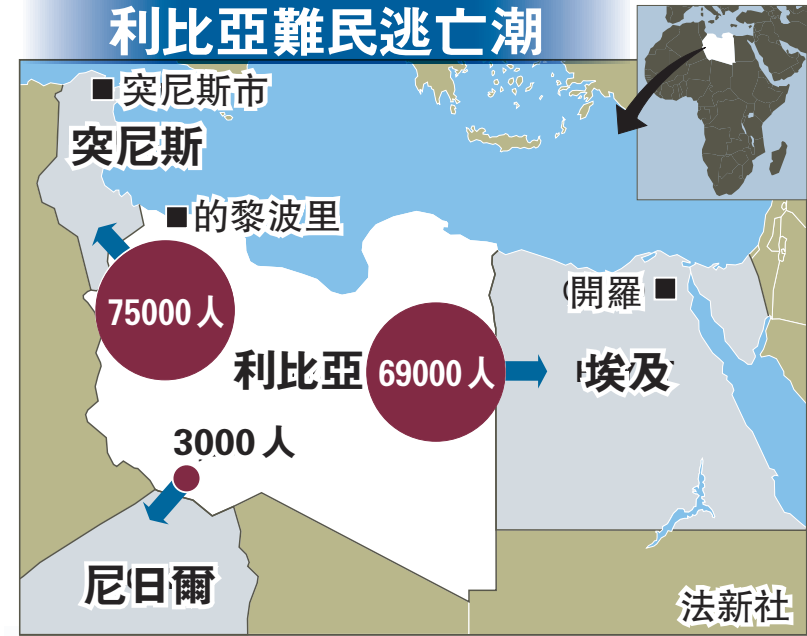 利比亞難民逃亡潮
突尼斯市
突尼斯
的黎波里
75000人
開羅
利比亞
69000人
埃及
3000人
尼日爾
法新社